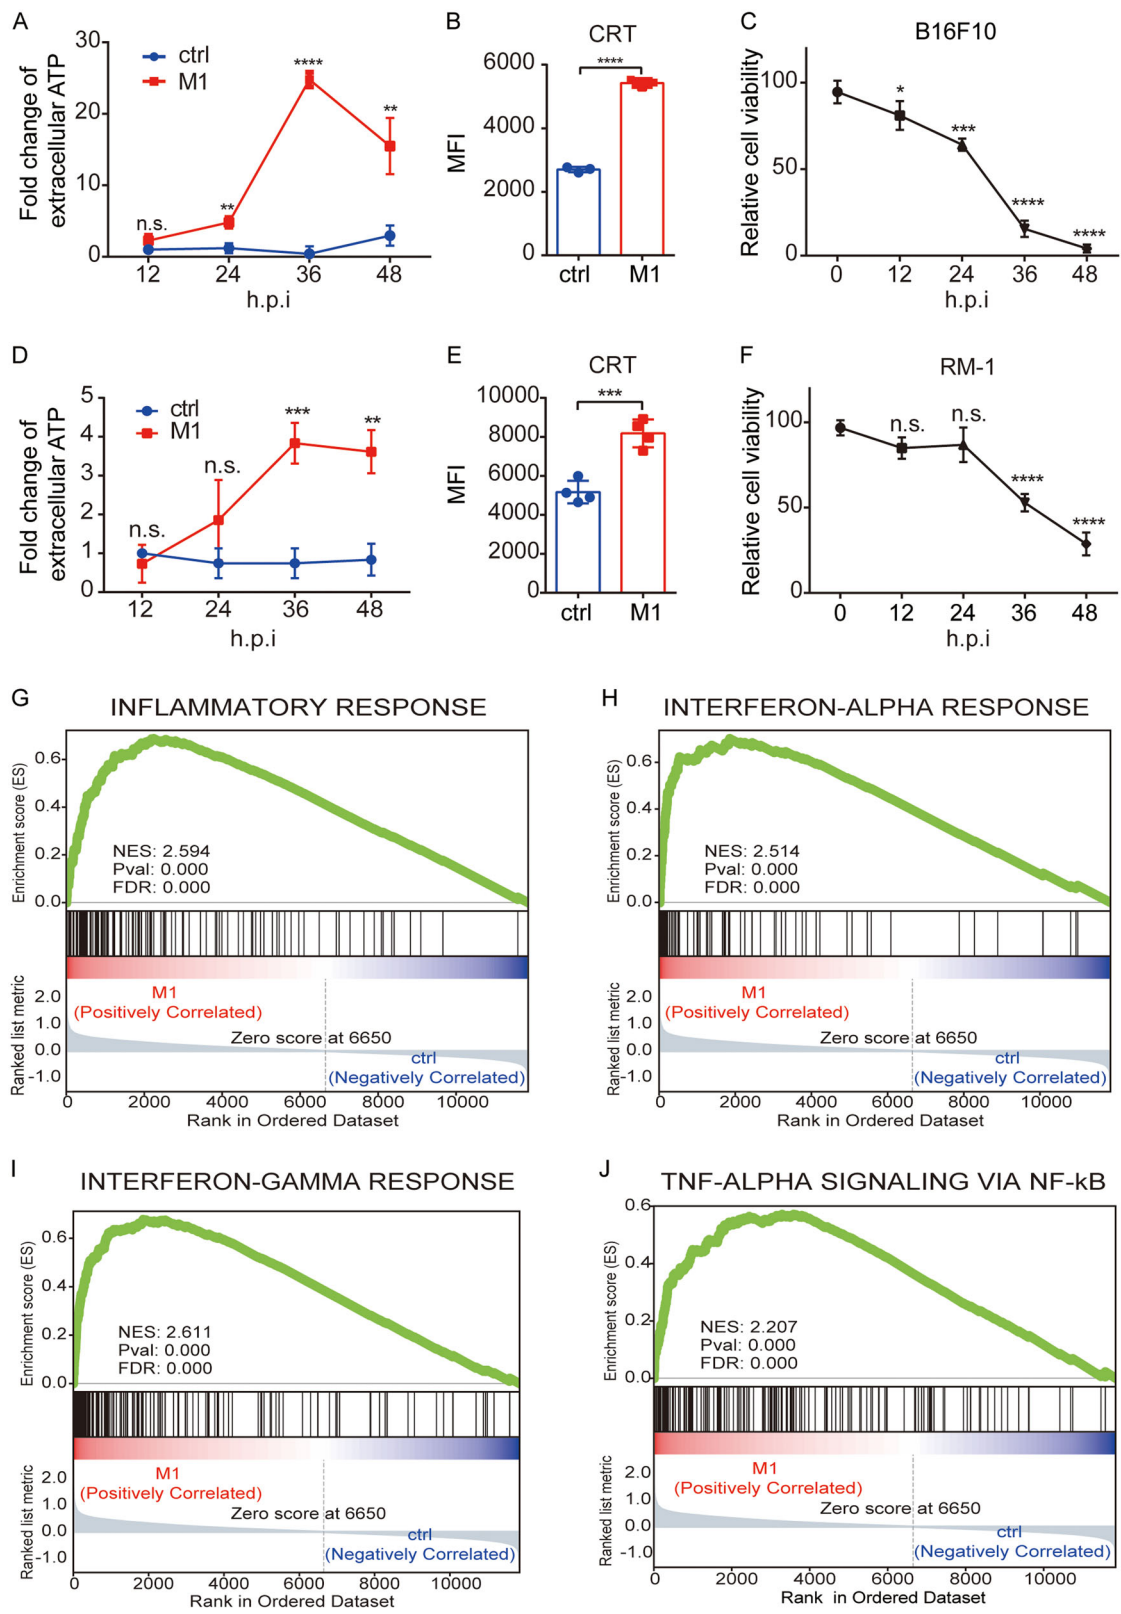 A
ctrl
M1
Fold change of
extracellular ATP
30
20
10
0
n.s.
**
****
**
12 24 36 48
h.p.i
B
CRT
****
MFI
6000
4000
2000
0
ctrl M1
C
B16F10
Relative cell viability
100
50
0
*
***
****
****
0 12 24 36 48
h.p.i
D
ctrl
M1
Fold change of
extracellular ATP
5
4
3
2
1
0
n.s.
n.s.
***
**
12 24 36 48
h.p.i
E
CRT
***
MFI
10000
8000
6000
4000
2000
0
ctrl M1
F
RM-1
Relative cell viability
100
50
0
n.s.
n.s.
****
****
0 12 24 36 48
h.p.i
G
INFLAMMATORY RESPONSE
Enrichment score (ES)
0.6
0.4
0.2
0.0
NES: 2.594
Pval: 0.000
FDR: 0.000
Ranked list metric
2.0
1.0
0.0
-1.0
M1
(Positively Correlated)
Zero score at 6650
ctrl
(Negatively Correlated)
0 2000 4000 6000 8000 10000
Rank in Ordered Dataset
H
INTERFERON-ALPHA RESPONSE
Enrichment score (ES)
0.6
0.4
0.2
0.0
NES: 2.514
Pval: 0.000
FDR: 0.000
Ranked list metric
2.0
1.0
0.0
-1.0
M1
(Positively Correlated)
Zero score at 6650
ctrl
(Negatively Correlated)
0 2000 4000 6000 8000 10000
Rank in Ordered Dataset
I
INTERFERON-GAMMA RESPONSE
Enrichment score (ES)
0.6
0.4
0.2
0.0
NES: 2.611
Pval: 0.000
FDR: 0.000
Ranked list metric
2.0
1.0
0.0
-1.0
M1
(Positively Correlated)
Zero score at 6650
ctrl
(Negatively Correlated)
0 2000 4000 6000 8000 10000
Rank in Ordered Dataset
J
TNF-ALPHA SIGNALING VIA NF-kB
Enrichment score (ES)
0.6
0.4
0.2
0.0
NES: 2.207
Pval: 0.000
FDR: 0.000
Ranked list metric
2.0
1.0
0.0
-1.0
M1
(Positively Correlated)
Zero score at 6650
ctrl
(Negatively Correlated)
0 2000 4000 6000 8000 10000
Rank in Ordered Dataset